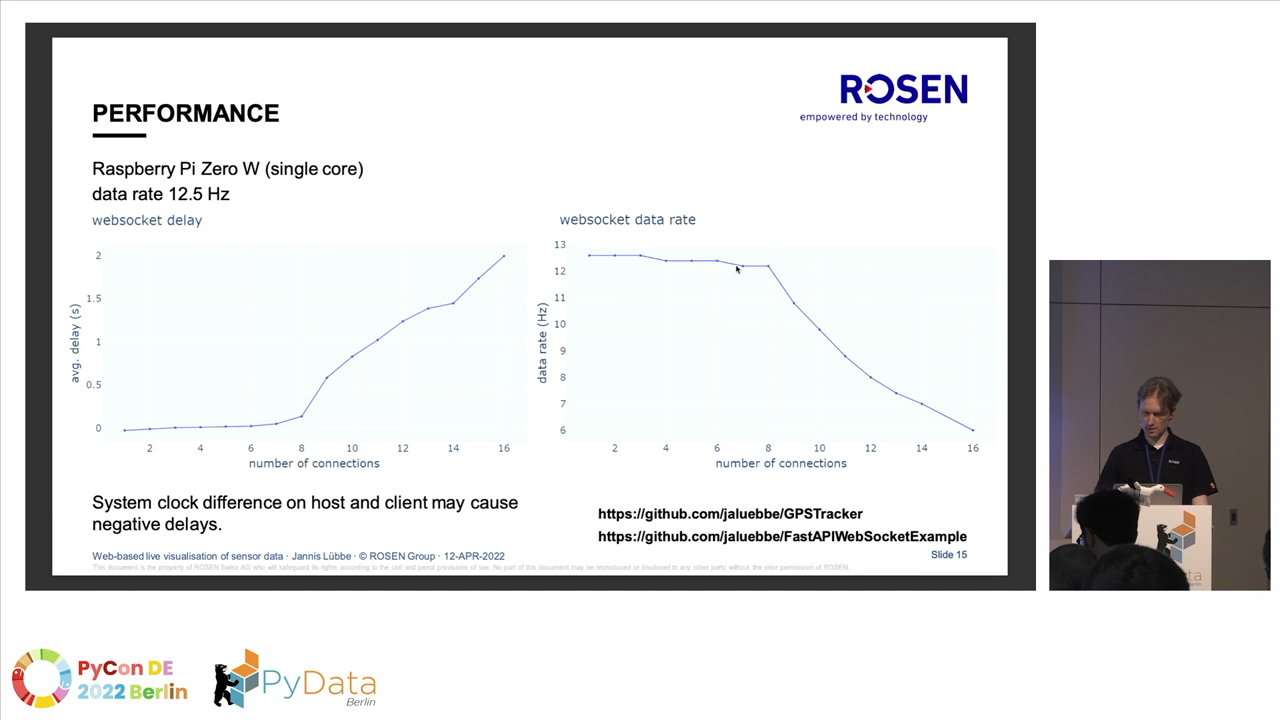 PERFORMANCE
ROSEN
empowered by technology
Raspberry Pi Zero W (single core)
data rate 12.5 Hz
websocket delay
2
1.5
1
0.5
0
avg. delay (s)
2 4 6 8 10 12 14 16
number of connections
websocket data rate
13
12
11
10
9
8
7
6
data rate (Hz)
2 4 6 8 10 12 14 16
number of connections
System clock difference on host and client may cause
negative delays.
https://github.com/jaluebbe/GPSTracker
https://github.com/jaluebbe/FastAPIWebSocketExample
Web-based live visualisation of sensor data · Jannis Lübbe · © ROSEN Group · 12-APR-2022
Slide 15
This document is the property of ROSEN Swiss AG who will safeguard its rights according to the civil and penal provisions of law. No part of this document may be reproduced or disclosed to any other party without the prior permission of ROSEN.
PyCon DE
2022 Berlin
PyData
Berlin